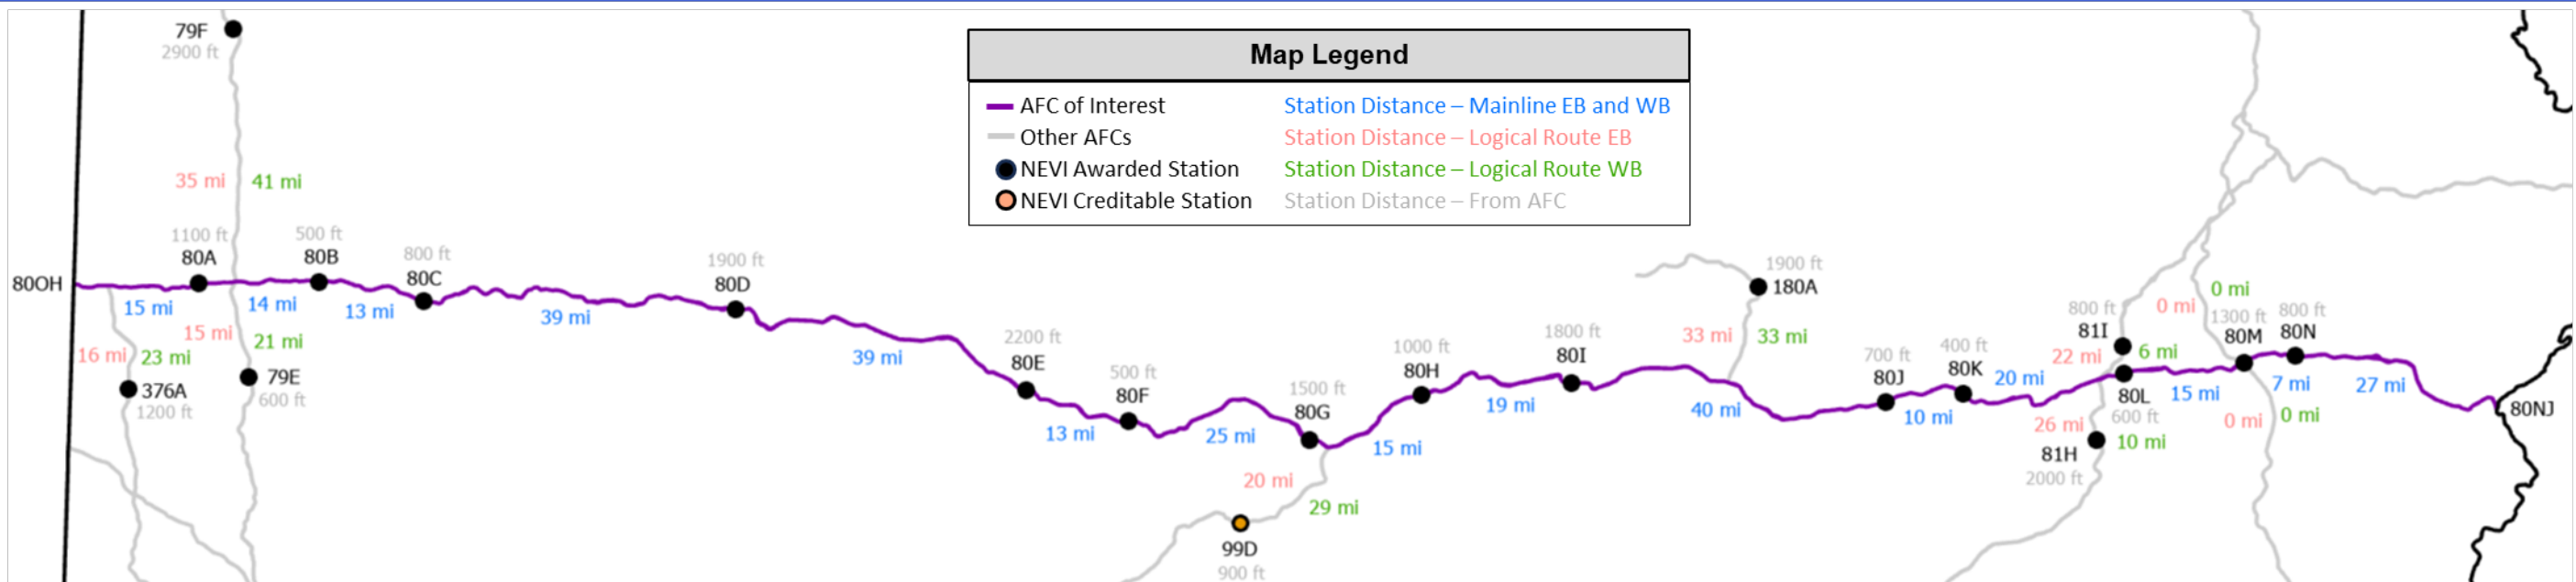 79F
2900 ft
Map Legend
AFC of Interest
Station Distance – Mainline EB and WB
Other AFCs
Station Distance – Logical Route EB
NEVI Awarded Station
Station Distance – Logical Route WB
NEVI Creditable Station
Station Distance – From AFC
35 mi
41 mi
1100 ft
80A
500 ft
80B
800 ft
80C
1900 ft
80D
80OH
15 mi
14 mi
13 mi
39 mi
15 mi
21 mi
16 mi
23 mi
376A
1200 ft
79E
600 ft
39 mi
2200 ft
80E
500 ft
80F
13 mi
25 mi
1500 ft
80G
20 mi
29 mi
99D
900 ft
15 mi
1000 ft
80H
19 mi
1800 ft
80I
1900 ft
180A
33 mi
33 mi
40 mi
700 ft
80J
10 mi
400 ft
80K
20 mi
800 ft
81I
22 mi
6 mi
80L
600 ft
26 mi
10 mi
81H
2000 ft
15 mi
0 mi
0 mi
1300 ft
80M
800 ft
80N
7 mi
0 mi
0 mi
27 mi
80NJ